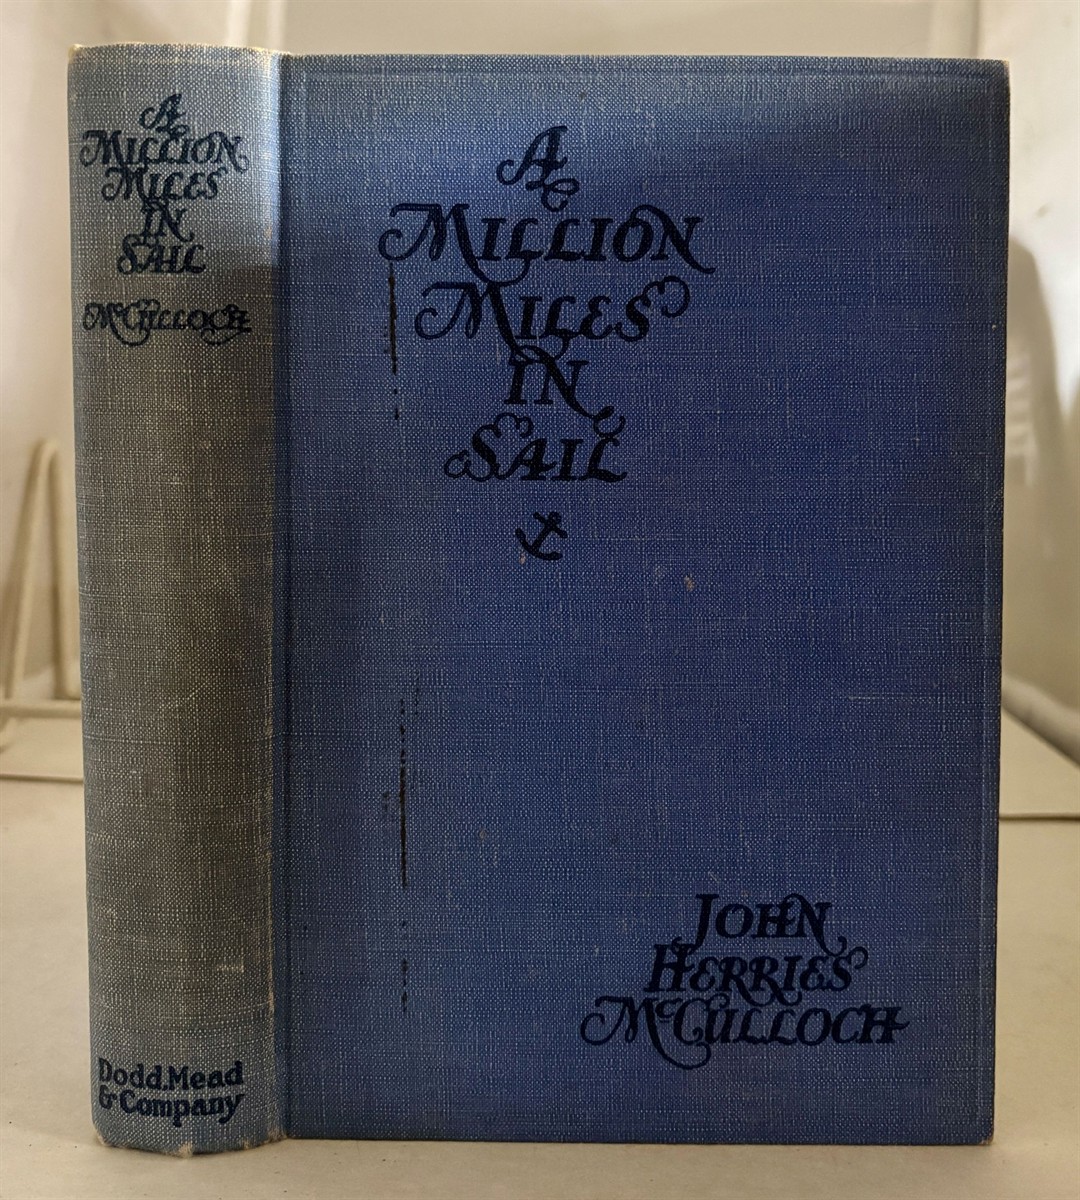 A
MILLION
MILES
IN
SAIL
McCULLOCH
Dodd, Mead
& Company
A
MILLION
MILES
IN
SAIL
JOHN
HERRIES
McCULLOCH